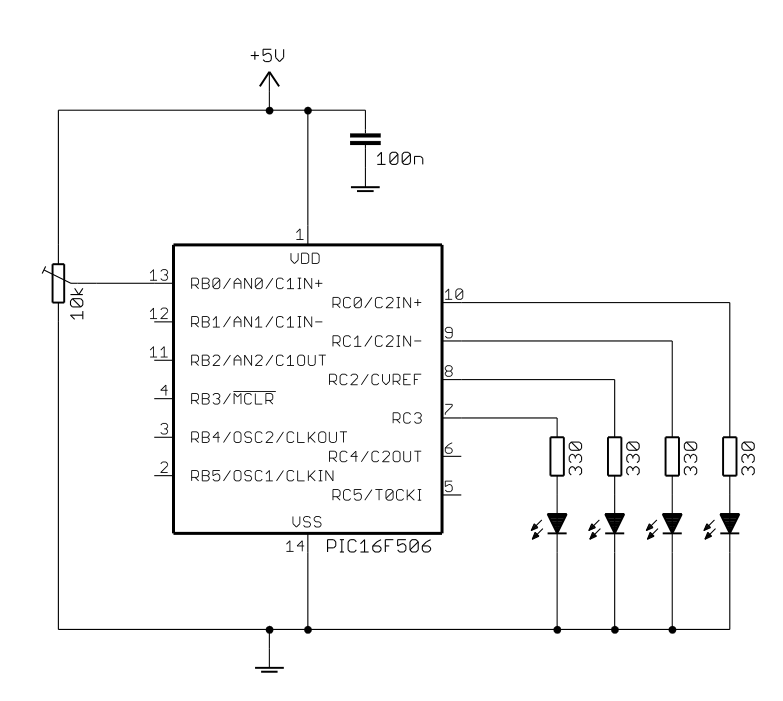 +5V
100n
1
VDD
13
RB0/AN0/C1IN+
10k
10
RC0/C2IN+
12
RB1/AN1/C1IN-
9
RC1/C2IN-
11
RB2/AN2/C1OUT
8
RC2/CVREF
4
RB3/MCLR
7
RC3
3
RB4/OSC2/CLKOUT
6
RC4/C2OUT
2
RB5/OSC1/CLKIN
5
RC5/T0CKI
330
330
330
330
VSS
14
PIC16F506